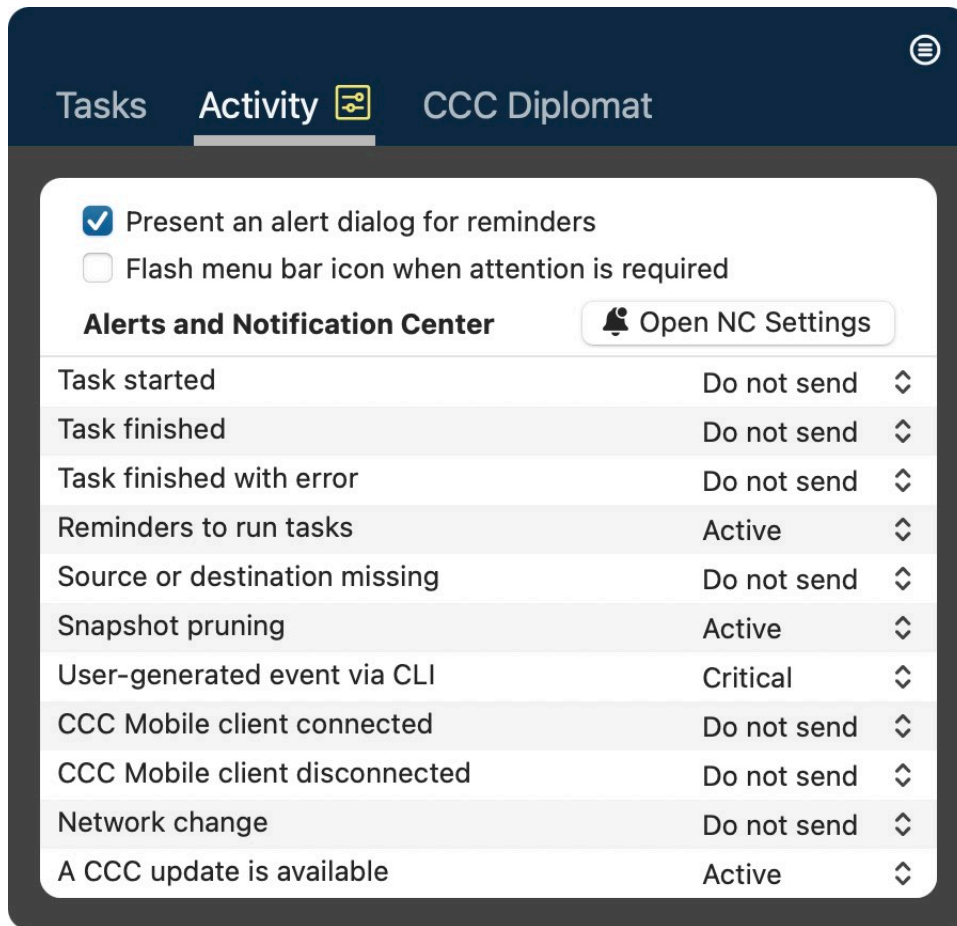 Tasks Activity CCC Diplomat
Present an alert dialog for reminders
Flash menu bar icon when attention is required
Alerts and Notification Center Open NC Settings
Task started Do not send
Task finished Do not send
Task finished with error Do not send
Reminders to run tasks Active
Source or destination missing Do not send
Snapshot pruning Active
User-generated event via CLI Critical
CCC Mobile client connected Do not send
CCC Mobile client disconnected Do not send
Network change Do not send
A CCC update is available Active